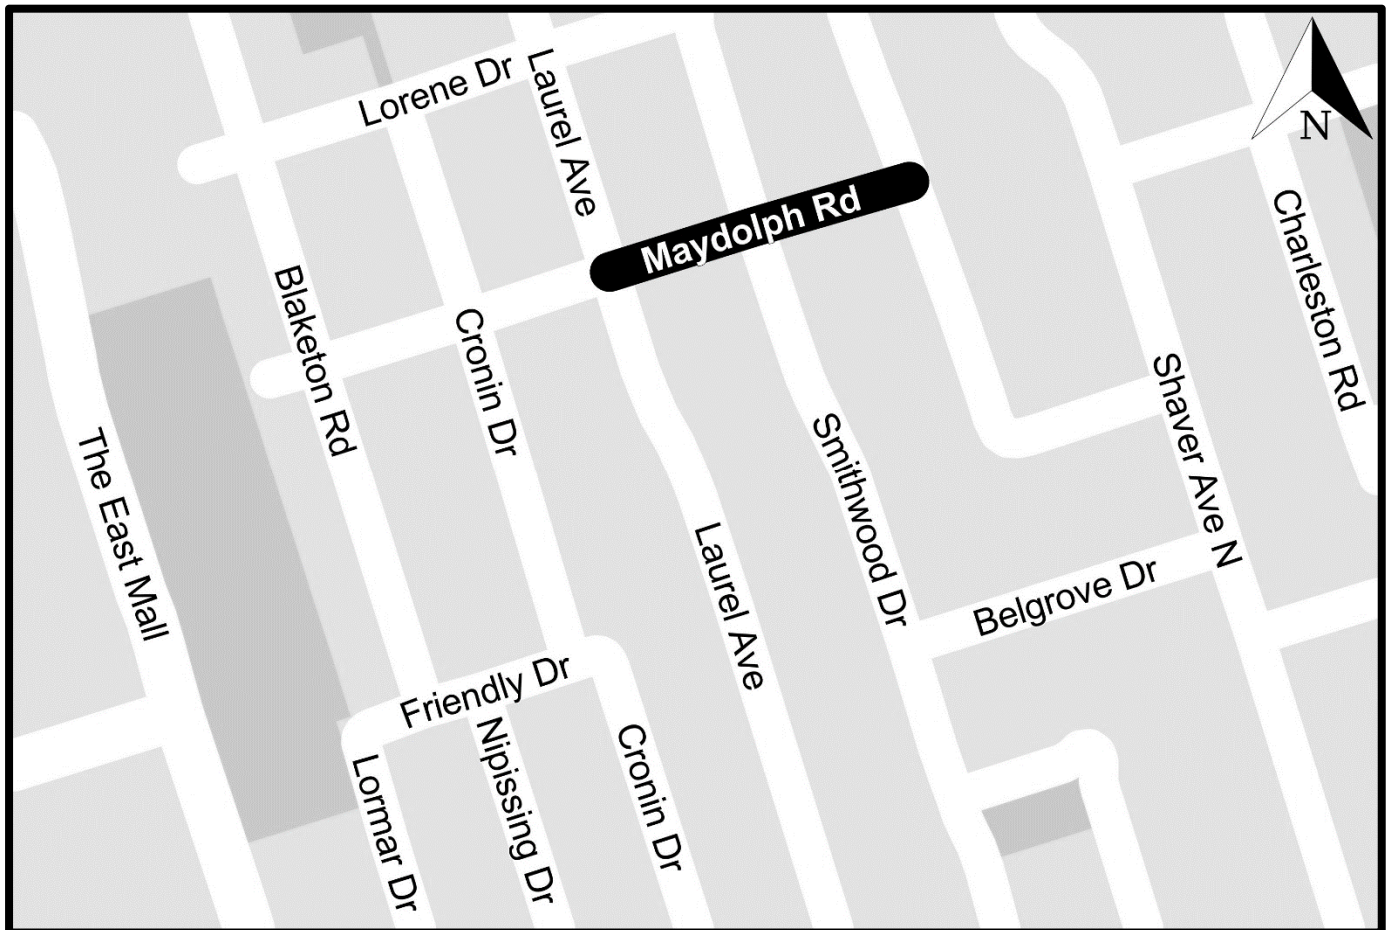 Lorene Dr
Laurel Ave
N
Maydolph Rd
Charleston Rd
Blaketon Rd
Cronin Dr
Shaver Ave N
Smithwood Dr
The East Mall
Laurel Ave
Belgrove Dr
Friendly Dr
Nipissing Dr
Cronin Dr
Lormar Dr